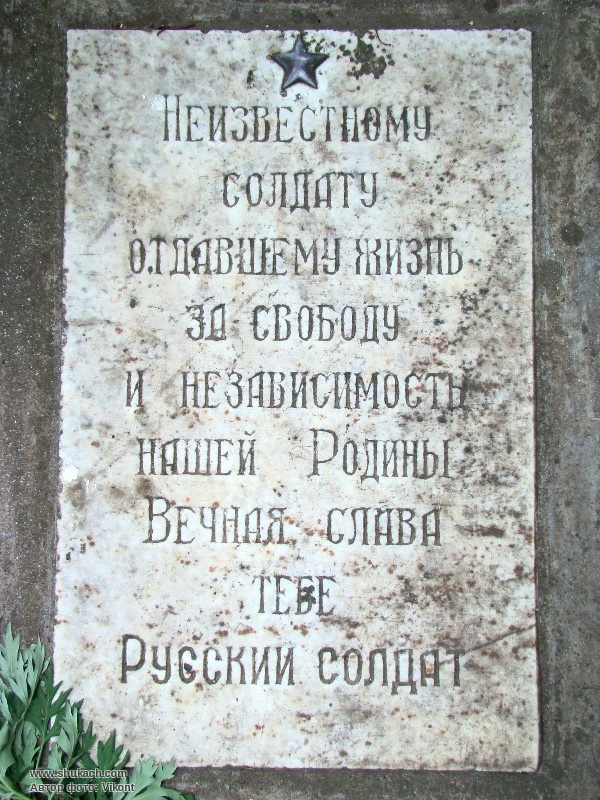 Неизвестному
солдату
отдавшему жизнь
за свободу
и независимость
нашей Родины
Вечная слава
тебе
Русский солдат
www.shukach.com
Автор фото: Vikont